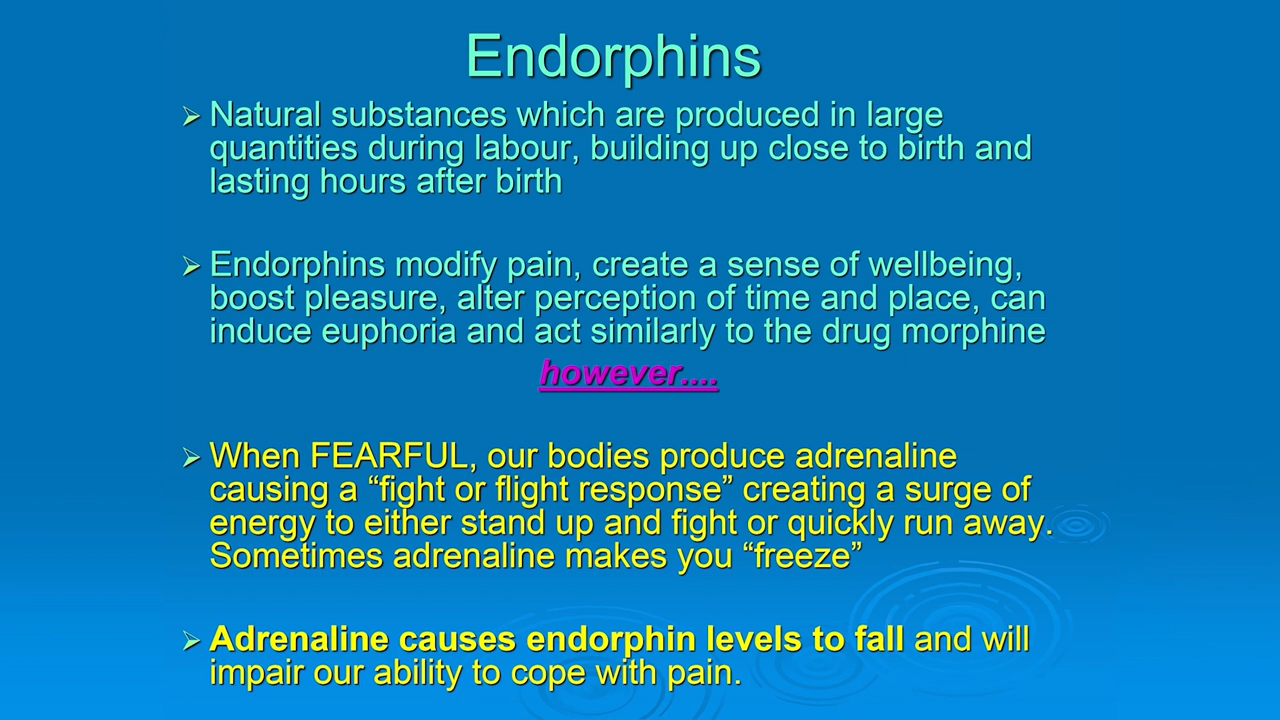 Endorphins
➢ Natural substances which are produced in large
quantities during labour, building up close to birth and
lasting hours after birth
➢ Endorphins modify pain, create a sense of wellbeing,
boost pleasure, alter perception of time and place, can
induce euphoria and act similarly to the drug morphine
however....
➢ When FEARFUL, our bodies produce adrenaline
causing a “fight or flight response” creating a surge of
energy to either stand up and fight or quickly run away.
Sometimes adrenaline makes you “freeze”
➢ Adrenaline causes endorphin levels to fall and will
impair our ability to cope with pain.